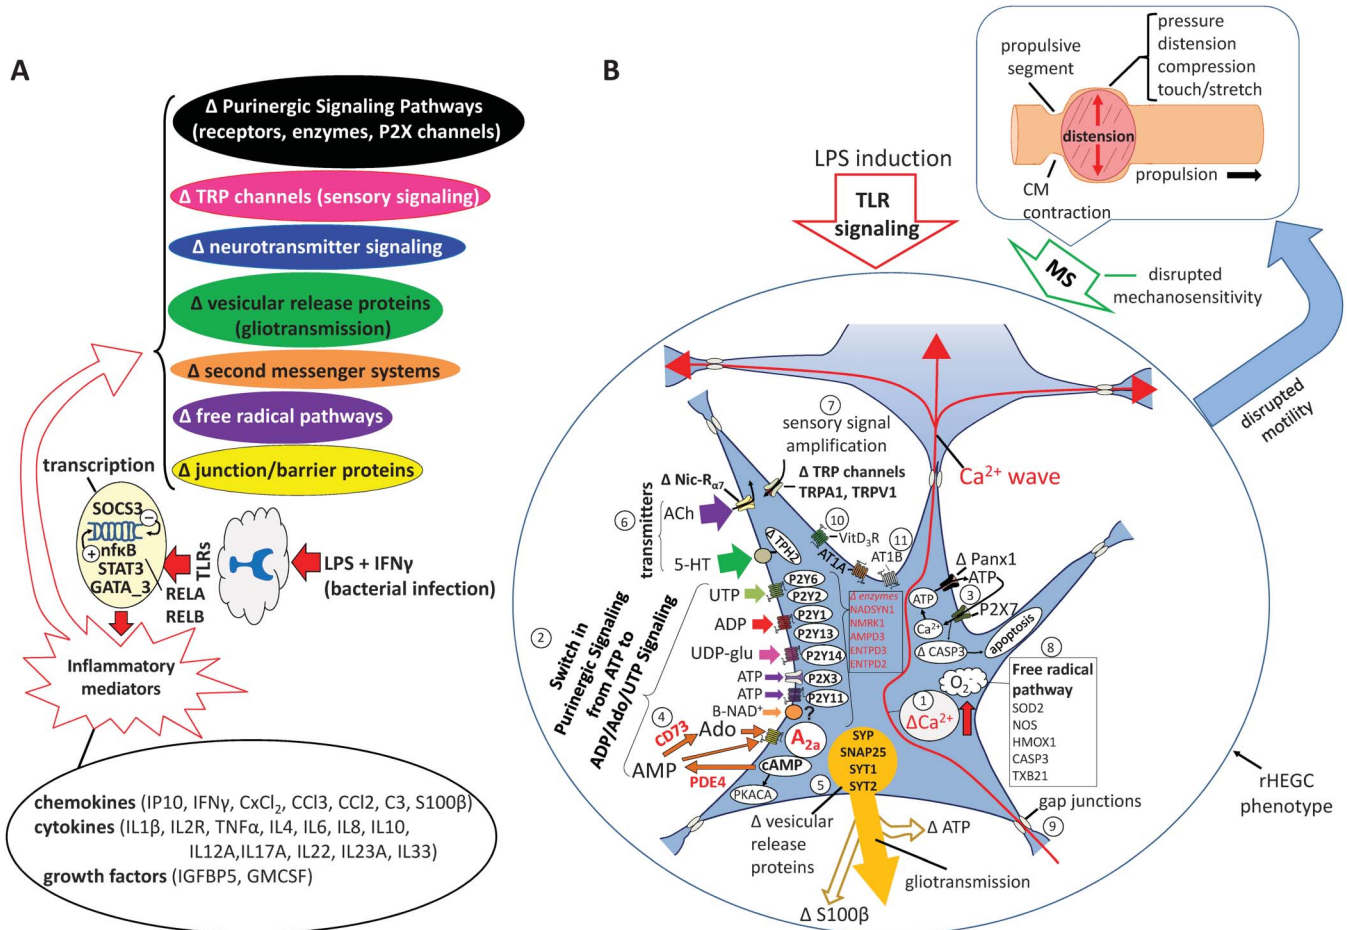 A
Δ Purinergic Signaling Pathways
(receptors, enzymes, P2X channels)
Δ TRP channels (sensory signaling)
Δ neurotransmitter signaling
Δ vesicular release proteins
(gliotransmission)
Δ second messenger systems
Δ free radical pathways
Δ junction/barrier proteins
transcription
SOCS3
−
+
nfκB
STAT3
GATA_3
TLRs
RELA
RELB
LPS + IFNγ
(bacterial infection)
Inflammatory
mediators
chemokines (IP10, IFNγ, CxCl2, CCl3, CCl2, C3, S100β)
cytokines (IL1β, IL2R, TNFα, IL4, IL6, IL8, IL10,
IL12A,IL17A, IL22, IL23A, IL33)
growth factors (IGFBP5, GMCSF)
B
propulsive
segment
pressure
distension
compression
touch/stretch
distension
CM
contraction
propulsion
LPS induction
TLR
signaling
MS
disrupted
mechanosensitivity
disrupted
motility
7
sensory signal
amplification
Δ TRP channels
TRPA1, TRPV1
Ca2+ wave
Δ Nic-Rα7
6
transmitters
ACh
5-HT
Δ TPH2
10
VitD3R
11
AT1A
AT1B
Δ Panx1
ATP
ATP
3
P2X7
Ca2+
Δ CASP3
apoptosis
2
Switch in
Purinergic Signaling
from ATP to
ADP/Ado/UTP Signaling
UTP
P2Y6
P2Y2
ADP
P2Y1
P2Y13
UDP-glu
P2Y14
ATP
P2X3
ATP
P2Y11
B-NAD+
?
Δ enzymes
NADSYN1
NMRK1
AMPD3
ENTPD3
ENTPD2
8
Free radical
pathway
SOD2
NOS
HMOX1
CASP3
TXB21
O2
1
ΔCa2+
4
CD73
Ado
A2a
AMP
PDE4
cAMP
PKACA
5
SYP
SNAP25
SYT1
SYT2
Δ vesicular
release
proteins
Δ ATP
gliotransmission
Δ S100β
gap junctions
9
rHEGC
phenotype